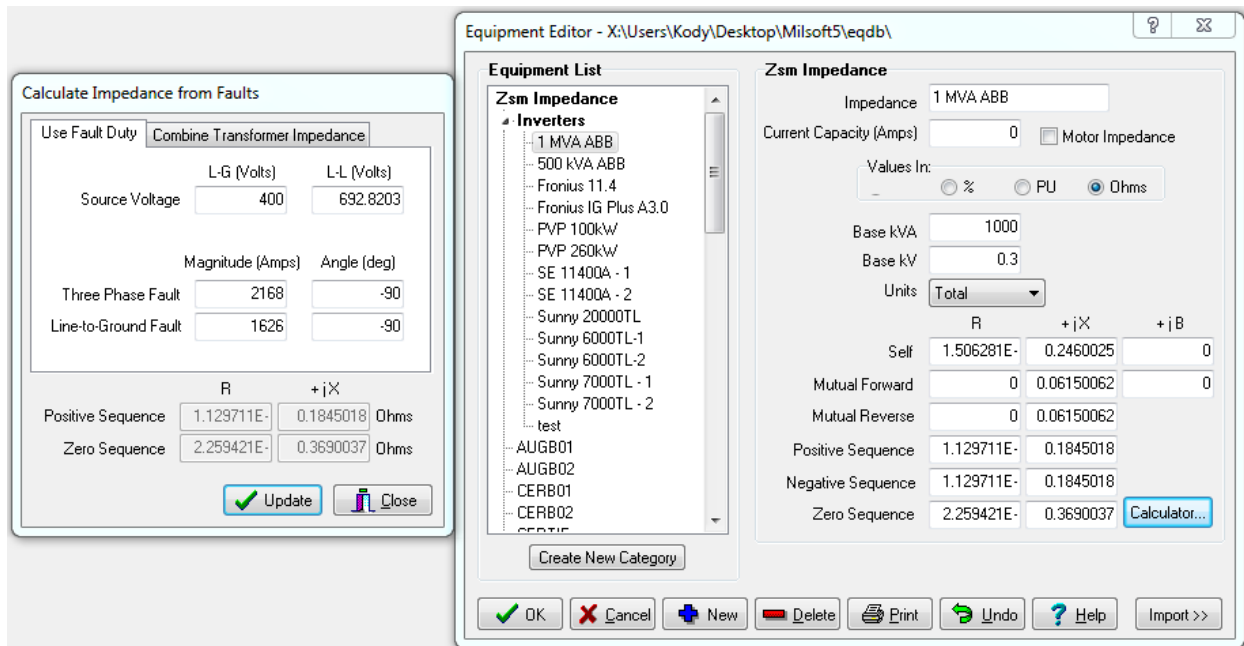 Calculate Impedance from Faults
Use Fault Duty Combine Transformer Impedance
L-G (Volts) L-L (Volts)
Source Voltage 400 692.8203
Magnitude (Amps) Angle (deg)
Three Phase Fault 2168 -90
Line-to-Ground Fault 1626 -90
R +jX
Positive Sequence 1.129711E- 0.1845018 Ohms
Zero Sequence 2.259421E- 0.3690037 Ohms
Update Close
Equipment Editor - X:\Users\Kody\Desktop\Milsoft5\eqdb\
Equipment List
Zsm Impedance
Inverters
1 MVA ABB
500 kVA ABB
Fronius 11.4
Fronius IG Plus A3.0
PVP 100kW
PVP 260kW
SE 11400A - 1
SE 11400A - 2
Sunny 20000TL
Sunny 6000TL-1
Sunny 6000TL-2
Sunny 7000TL - 1
Sunny 7000TL - 2
test
AUGB01
AUGB02
CERB01
CERB02
Create New Category
Zsm Impedance
Impedance 1 MVA ABB
Current Capacity (Amps) 0 Motor Impedance
Values In:
% PU Ohms
Base kVA 1000
Base kV 0.3
Units Total
R +jX +jB
Self 1.506281E- 0.2460025 0
Mutual Forward 0 0.06150062 0
Mutual Reverse 0 0.06150062
Positive Sequence 1.129711E- 0.1845018
Negative Sequence 1.129711E- 0.1845018
Zero Sequence 2.259421E- 0.3690037 Calculator...
OK Cancel New Delete Print Undo Help Import >>